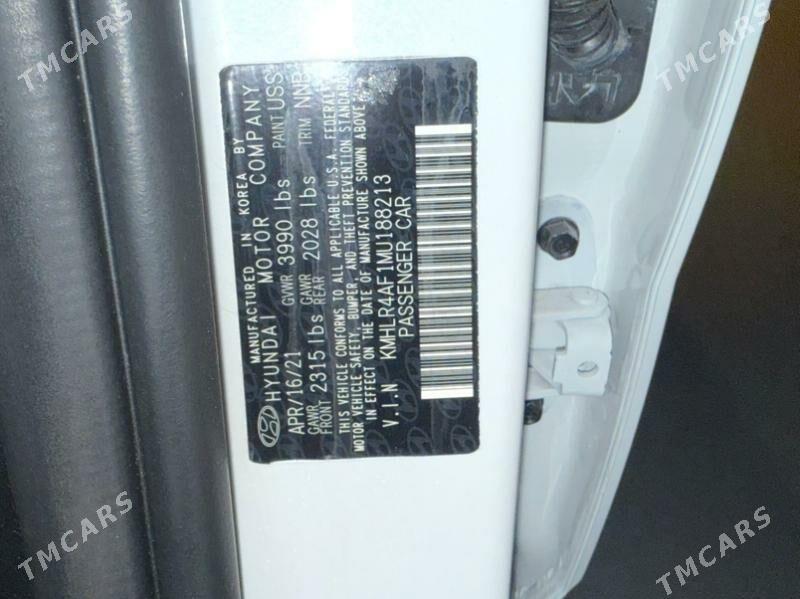 MANUFACTURED IN KOREA BY
HYUNDAI MOTOR COMPANY
APR/16/21 GVWR 3990 lbs PAINT USS
GAWR FRONT 2315 lbs GAWR REAR 2028 lbs TRIM NNB
THIS VEHICLE CONFORMS TO ALL APPLICABLE U.S.A. FEDERAL
MOTOR VEHICLE SAFETY, BUMPER, AND THEFT PREVENTION STANDARDS
IN EFFECT ON THE DATE OF MANUFACTURE SHOWN ABOVE.
V.I.N KMHLR4AF1MU188213
PASSENGER CAR
TMCARS
TMCARS
TMCARS
TMCARS